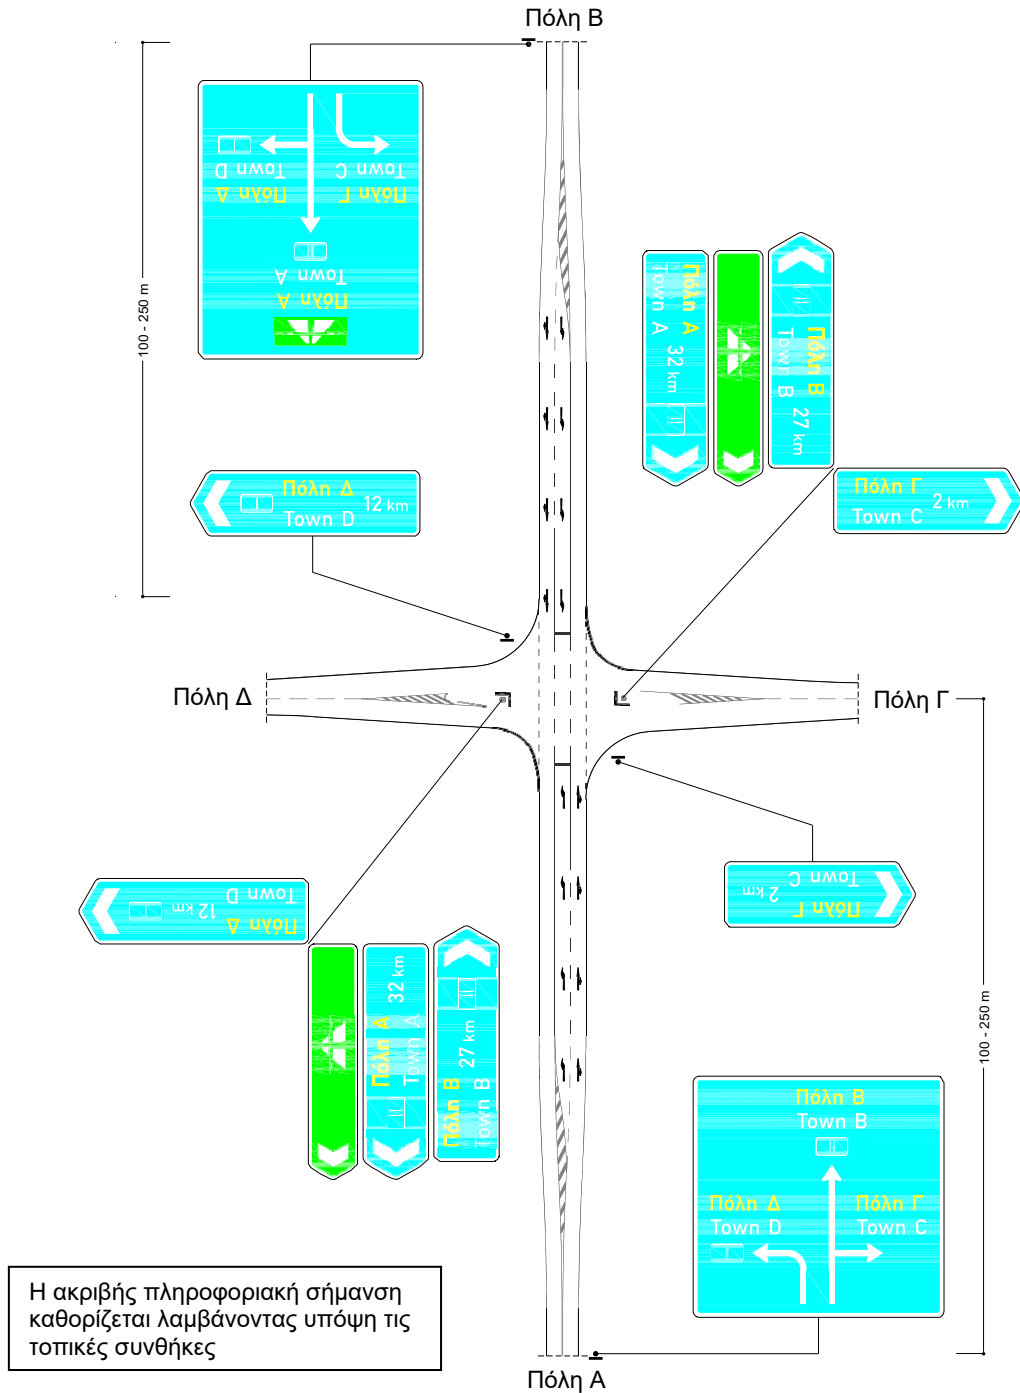 Πόλη Β
Town D
Πόλη Δ
Town C
Πόλη Γ
Town A
Πόλη Α
100 - 250 m
Πόλη Α
Town A
32 km
Πόλη Β
Town B
27 km
Πόλη Δ
Town D
12 km
Πόλη Γ
Town C
2 km
Πόλη Δ
Πόλη Γ
Πόλη Δ
Town D
12 km
Πόλη Α
Town A
32 km
Πόλη Β
Town B
27 km
Πόλη Γ
Town C
2 km
100 - 250 m
Πόλη Β
Town B
Πόλη Δ
Town D
Πόλη Γ
Town C
Η ακριβής πληροφοριακή σήμανση
καθορίζεται λαμβάνοντας υπόψη τις
τοπικές συνθήκες
Πόλη Α